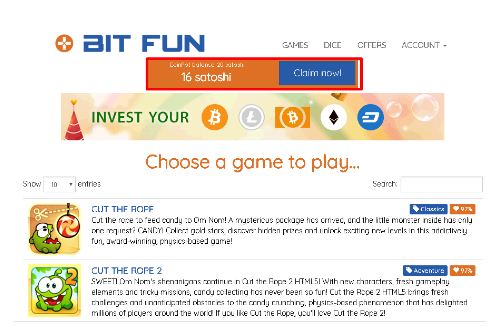 BIT FUN
GAMES DICE OFFERS ACCOUNT
CoinPot balance: 20 satoshi
16 satoshi
Claim now!
INVEST YOUR
Choose a game to play...
Show 10 entries Search:
CUT THE ROPE Classics 97%
Cut the rope to feed candy to Om Nom! A mysterious package has arrived, and the little monster inside has only
one request? CANDY! Collect gold stars, discover hidden prizes and unlock exciting new levels in this addictively
fun, award-winning, physics-based game!
CUT THE ROPE 2 Adventure 97%
SWEET! Om Nom's shenanigans continue in Cut the Rope 2 HTML5! With new characters, fresh gameplay
elements and tricky missions, candy collecting has never been so fun! Cut the Rope 2 HTML5 brings fresh
challenges and unanticipated obstacles to the candy crunching, physics-based phenomenon that has delighted
millions of players around the world! If you like Cut the Rope, you'll love Cut the Rope 2!